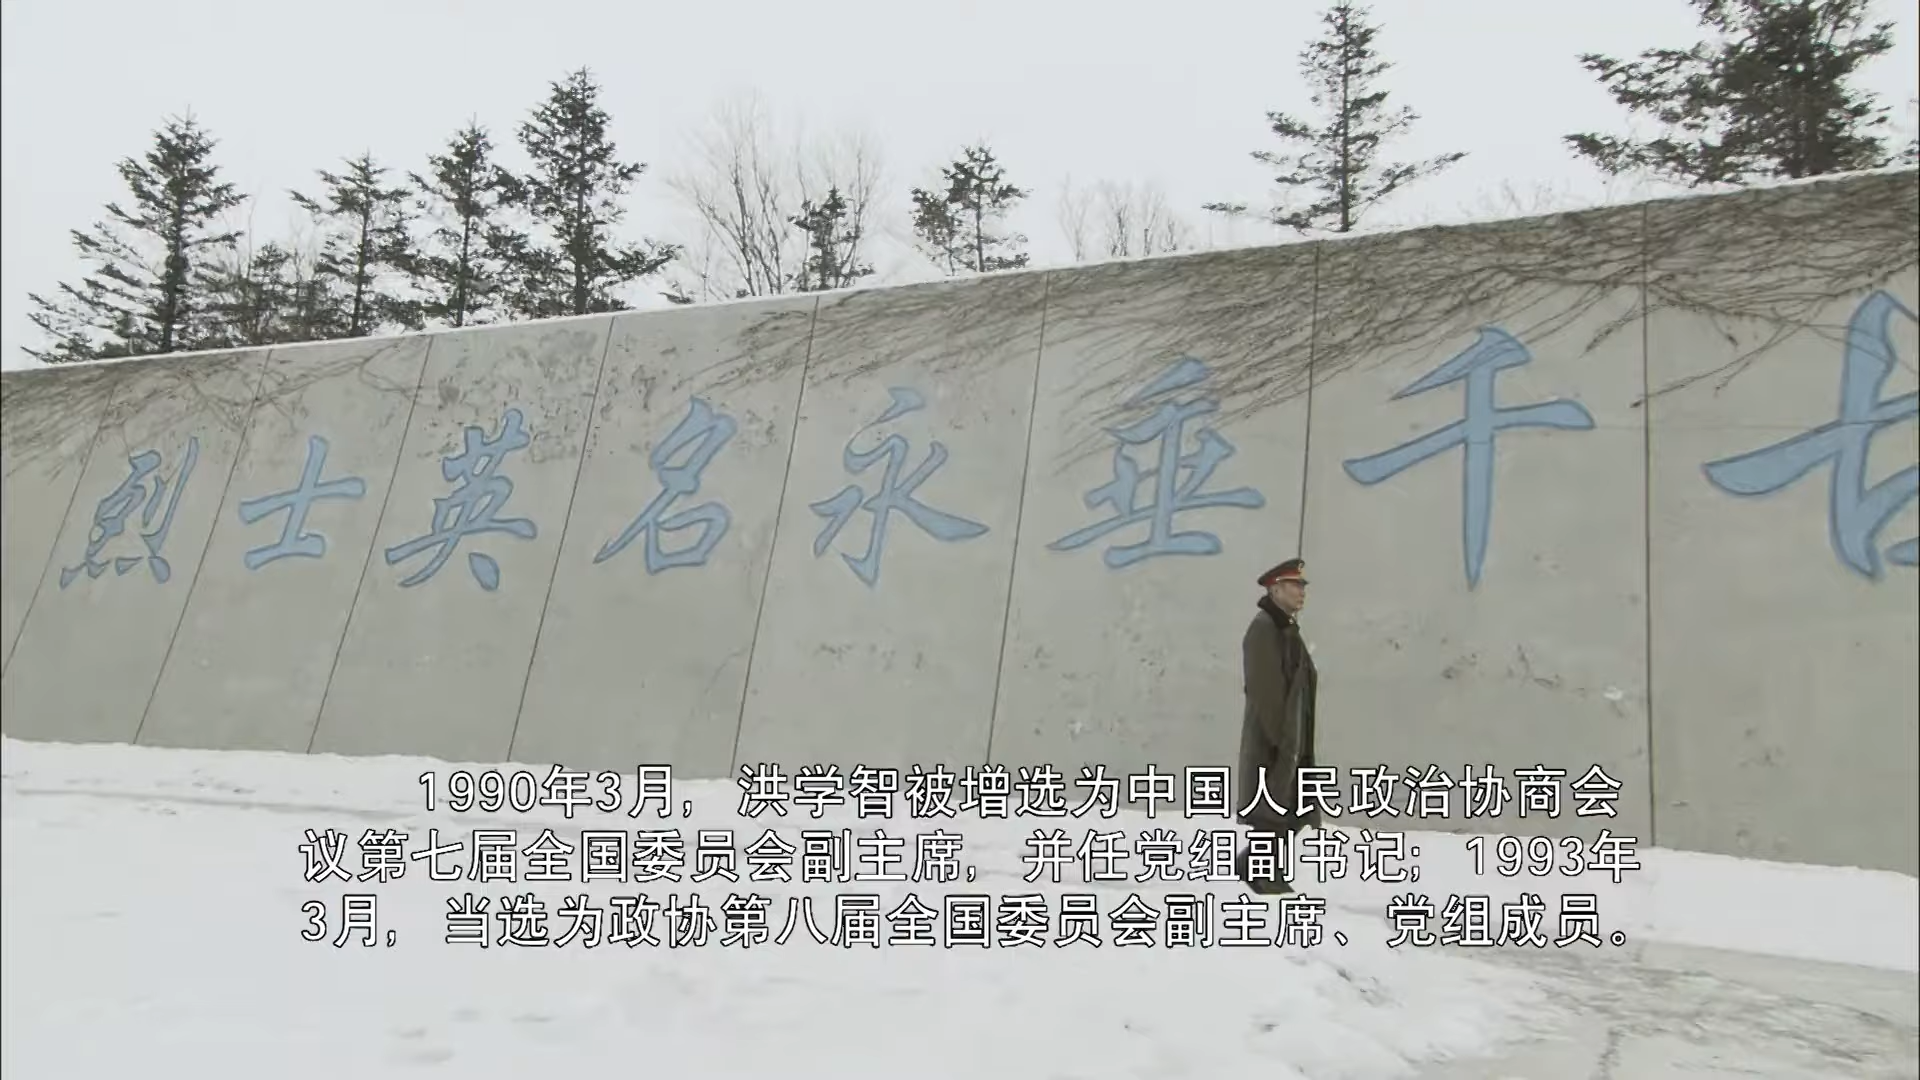 烈士英名永垂千古
1990年3月，洪学智被增选为中国人民政治协商会
议第七届全国委员会副主席，并任党组副书记；1993年
3月，当选为政协第八届全国委员会副主席、党组成员。